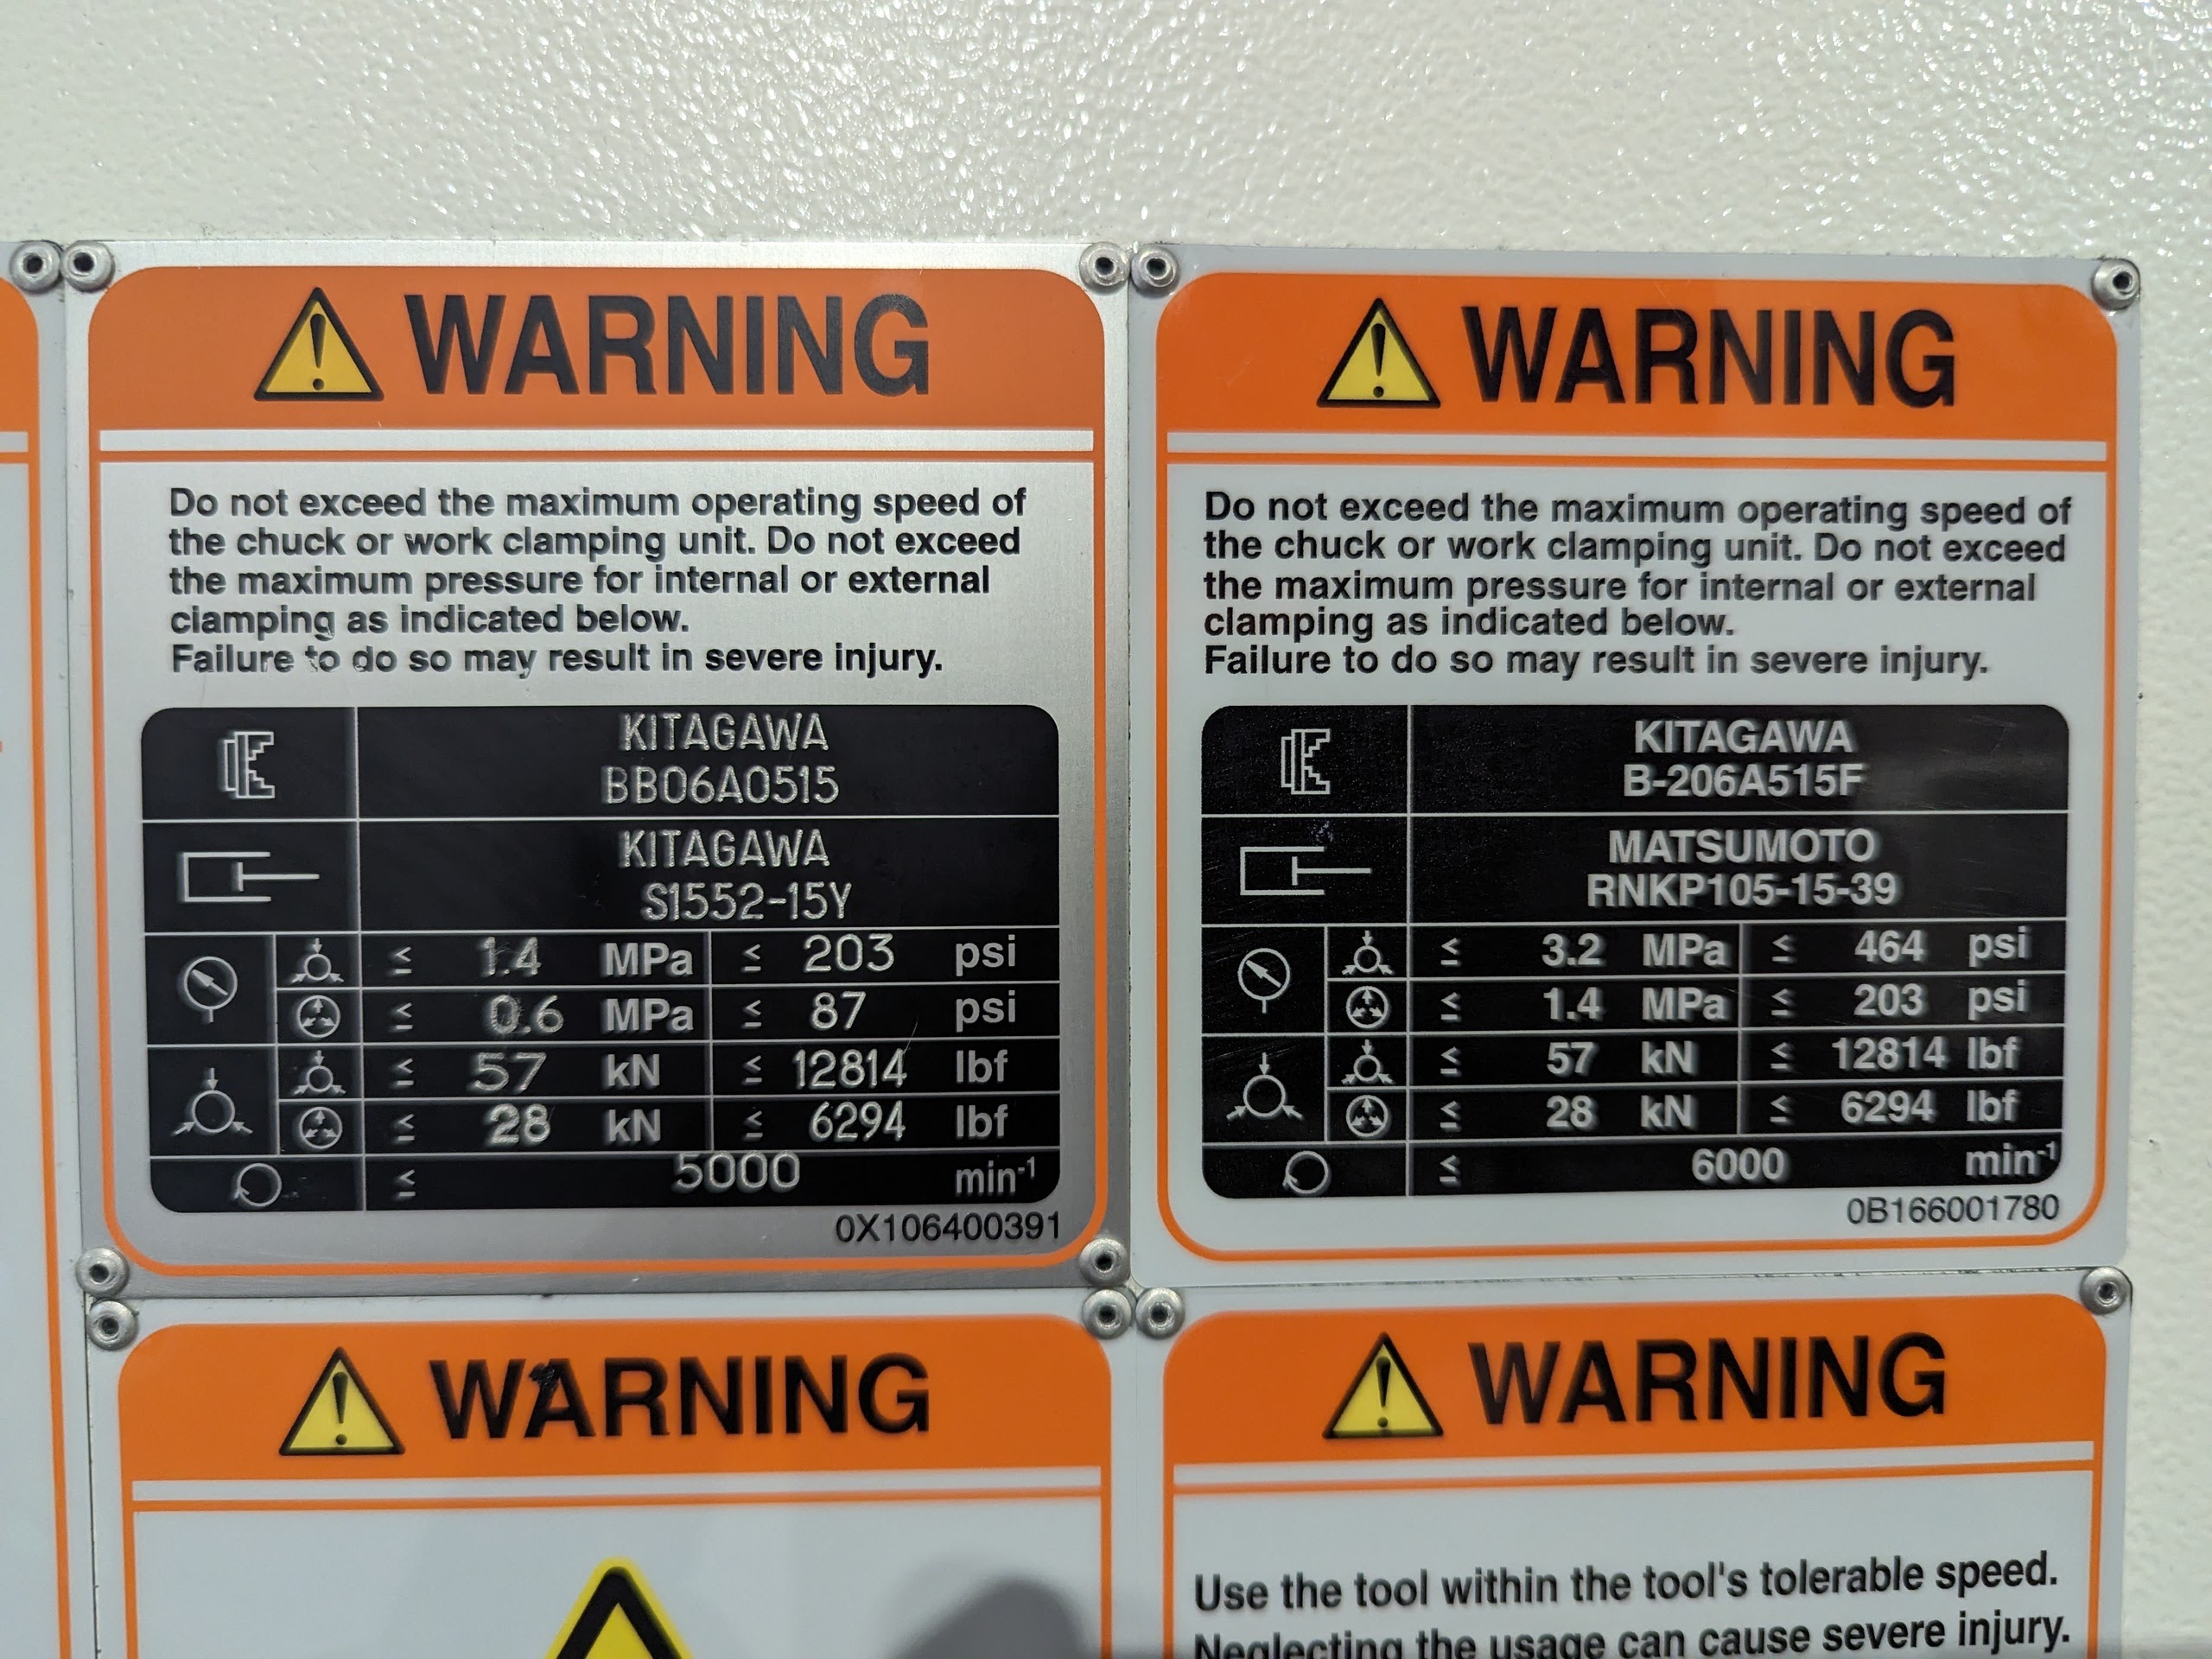 WARNING
Do not exceed the maximum operating speed of
the chuck or work clamping unit. Do not exceed
the maximum pressure for internal or external
clamping as indicated below.
Failure to do so may result in severe injury.
KITAGAWA
BB06A0515
KITAGAWA
S1552-15Y
≤ 1.4 MPa ≤ 203 psi
≤ 0.6 MPa ≤ 87 psi
≤ 57 kN ≤ 12814 lbf
≤ 28 kN ≤ 6294 lbf
≤ 5000 min-1
0X106400391
WARNING
Do not exceed the maximum operating speed of
the chuck or work clamping unit. Do not exceed
the maximum pressure for internal or external
clamping as indicated below.
Failure to do so may result in severe injury.
KITAGAWA
B-206A515F
MATSUMOTO
RNKP105-15-39
≤ 3.2 MPa ≤ 464 psi
≤ 1.4 MPa ≤ 203 psi
≤ 57 kN ≤ 12814 lbf
≤ 28 kN ≤ 6294 lbf
≤ 6000 min-1
0B166001780
WARNING
WARNING
Use the tool within the tool's tolerable speed.
Neglecting the usage can cause severe injury.